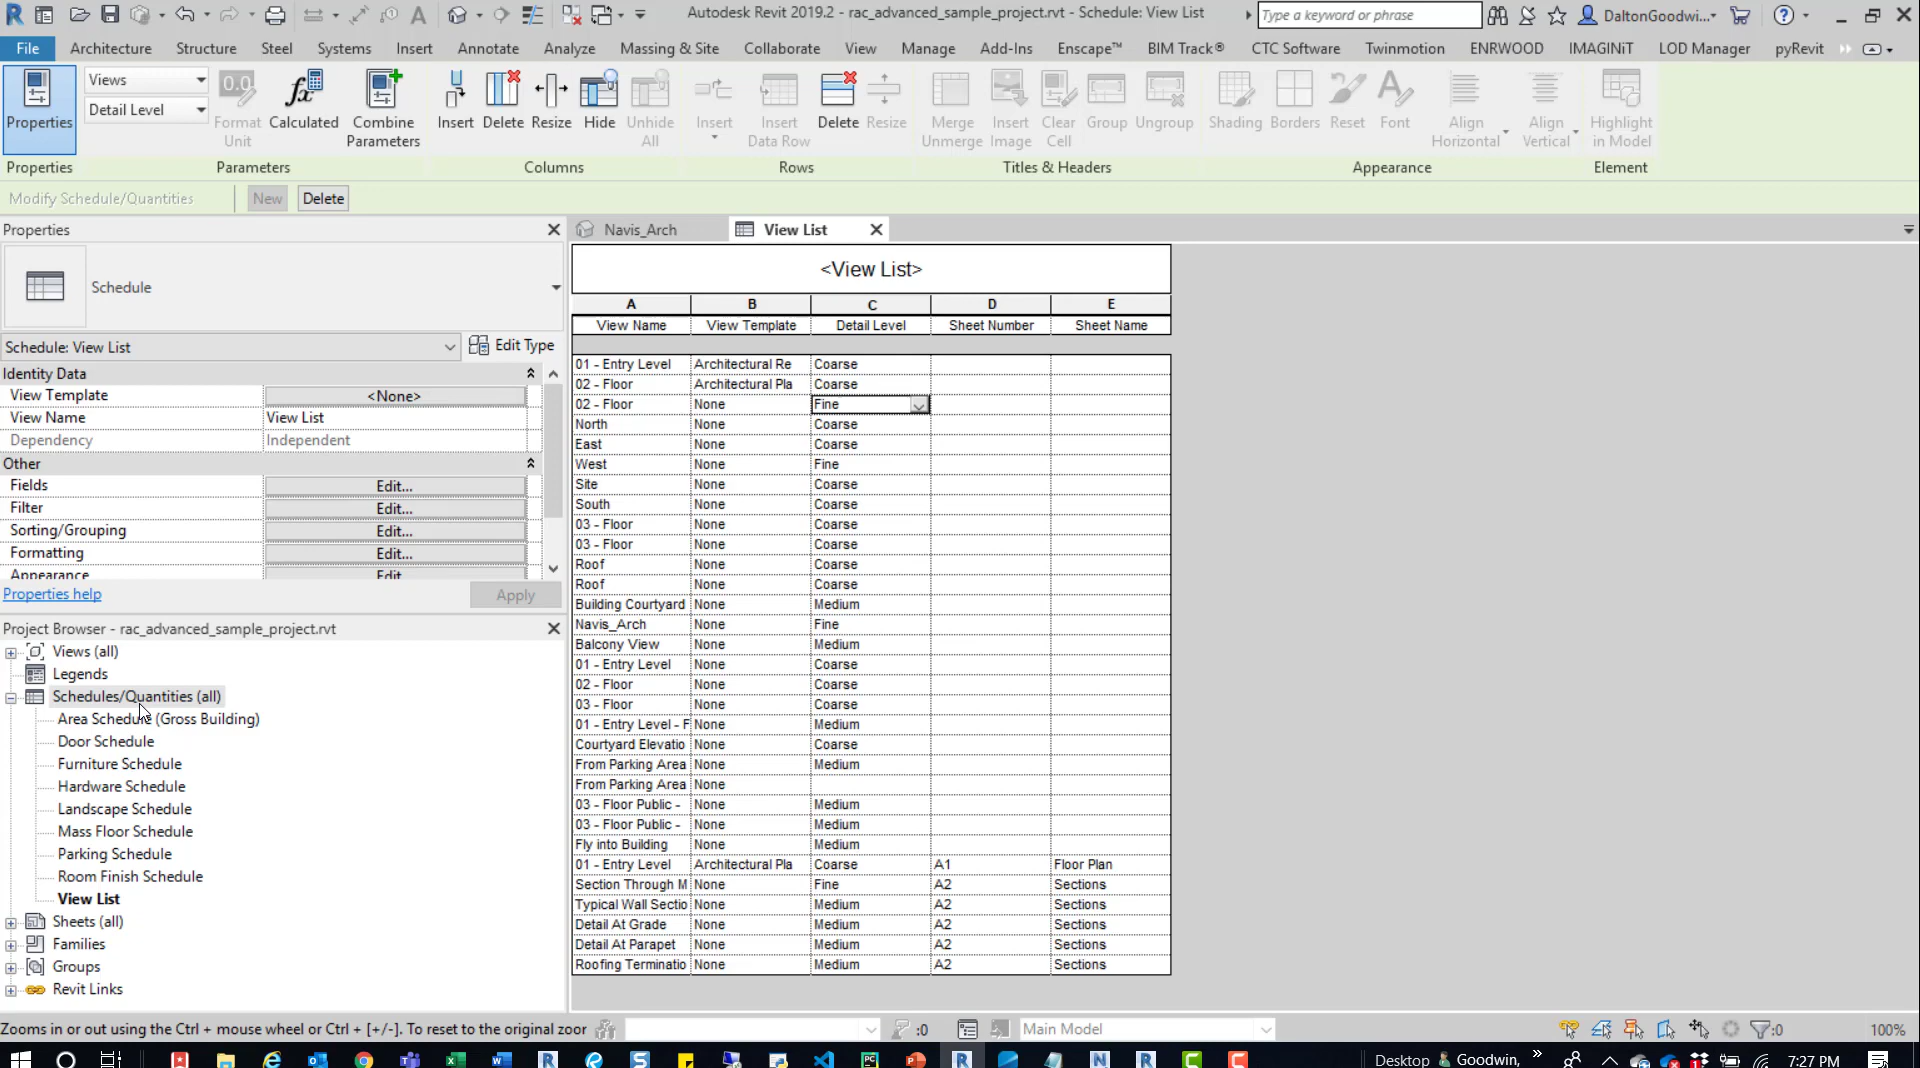 Autodesk Revit 2019.2 - rac_advanced_sample_project.rvt - Schedule: View List
Type a keyword or phrase
DaltonGoodwi...
File Architecture Structure Steel Systems Insert Annotate Analyze Massing & Site Collaborate View Manage Add-Ins Enscape™ BIM Track® CTC Software Twinmotion ENRWOOD IMAGINiT LOD Manager pyRevit
Views
Detail Level
Properties
Format
Unit
Calculated
Combine
Parameters
Insert
Delete
Resize
Hide
Unhide
All
Insert
Insert
Data Row
Delete
Resize
Merge
Unmerge
Insert
Image
Clear
Cell
Group
Ungroup
Shading
Borders
Reset
Font
Align
Horizontal
Align
Vertical
Highlight
in Model
Properties Parameters Columns Rows Titles & Headers Appearance Element
Modify Schedule/Quantities New Delete
Properties
Schedule
Schedule: View List Edit Type
Identity Data
View Template <None>
View Name View List
Dependency Independent
Other
Fields Edit...
Filter Edit...
Sorting/Grouping Edit...
Formatting Edit...
Appearance Edit
Properties help Apply
Project Browser - rac_advanced_sample_project.rvt
Views (all)
Legends
Schedules/Quantities (all)
Area Schedule (Gross Building)
Door Schedule
Furniture Schedule
Hardware Schedule
Landscape Schedule
Mass Floor Schedule
Parking Schedule
Room Finish Schedule
View List
Sheets (all)
Families
Groups
Revit Links
Navis_Arch View List
<View List>
A B C D E
View Name View Template Detail Level Sheet Number Sheet Name
01 - Entry Level Architectural Re Coarse
02 - Floor Architectural Pla Coarse
02 - Floor None Fine
North None Coarse
East None Coarse
West None Fine
Site None Coarse
South None Coarse
03 - Floor None Coarse
03 - Floor None Coarse
Roof None Coarse
Roof None Coarse
Building Courtyard None Medium
Navis_Arch None Fine
Balcony View None Medium
01 - Entry Level None Coarse
02 - Floor None Coarse
03 - Floor None Coarse
01 - Entry Level - F None Medium
Courtyard Elevatio None Coarse
From Parking Area None Medium
From Parking Area None
03 - Floor Public - None Medium
03 - Floor Public - None Medium
Fly into Building None Medium
01 - Entry Level Architectural Pla Coarse A1 Floor Plan
Section Through M None Fine A2 Sections
Typical Wall Sectio None Medium A2 Sections
Detail At Grade None Medium A2 Sections
Detail At Parapet None Medium A2 Sections
Roofing Terminatio None Medium A2 Sections
Zooms in or out using the Ctrl + mouse wheel or Ctrl + [+/-]. To reset to the original zoor :0 Main Model :0 100%
Desktop Goodwin, 7:27 PM